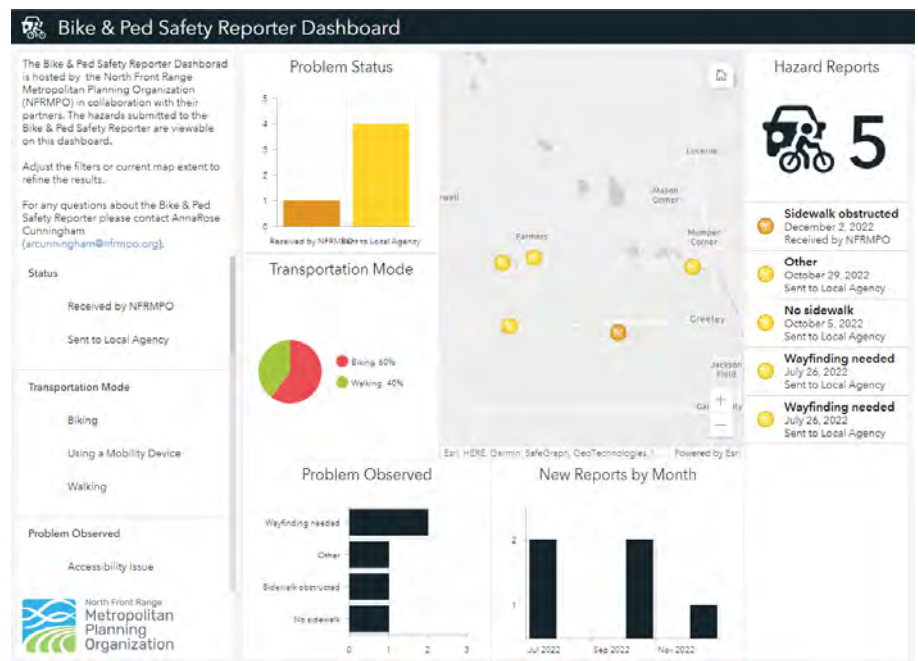 Bike & Ped Safety Reporter Dashboard
The Bike & Ped Safety Reporter Dashborad
is hosted by the North Front Range
Metropolitan Planning Organization
(NFRMPO) in collaboration with their
partners. The hazards submitted to the
Bike & Ped Safety Reporter are viewable
on this dashboard.
Adjust the filters or current map extent to
refine the results.
For any questions about the Bike & Ped
Safety Reporter please contact AnnaRose
Cunningham
(arcunningham@nfrmpo.org).
Status
Received by NFRMPO
Sent to Local Agency
Transportation Mode
Biking
Using a Mobility Device
Walking
Problem Observed
Accessibility Issue
North Front Range
Metropolitan
Planning
Organization
Problem Status
5
4
3
2
1
0
Received by NFRMPO
Sent to Local Agency
Transportation Mode
Biking 60%
Walking 40%
Lucerne
Mason
Corner
Farmers
Mumper
Corner
Greeley
Jackson
Field
+
−
Esri, HERE, Garmin, SafeGraph, GeoTechnologies, I...
Powered by Esri
Problem Observed
Wayfinding needed
Other
Sidewalk obstructed
No sidewalk
0 1 2 3
New Reports by Month
2
1
Jul 2022 Sep 2022 Nov 2022
Hazard Reports
5
Sidewalk obstructed
December 2, 2022
Received by NFRMPO
Other
October 29, 2022
Sent to Local Agency
No sidewalk
October 5, 2022
Sent to Local Agency
Wayfinding needed
July 26, 2022
Sent to Local Agency
Wayfinding needed
July 26, 2022
Sent to Local Agency